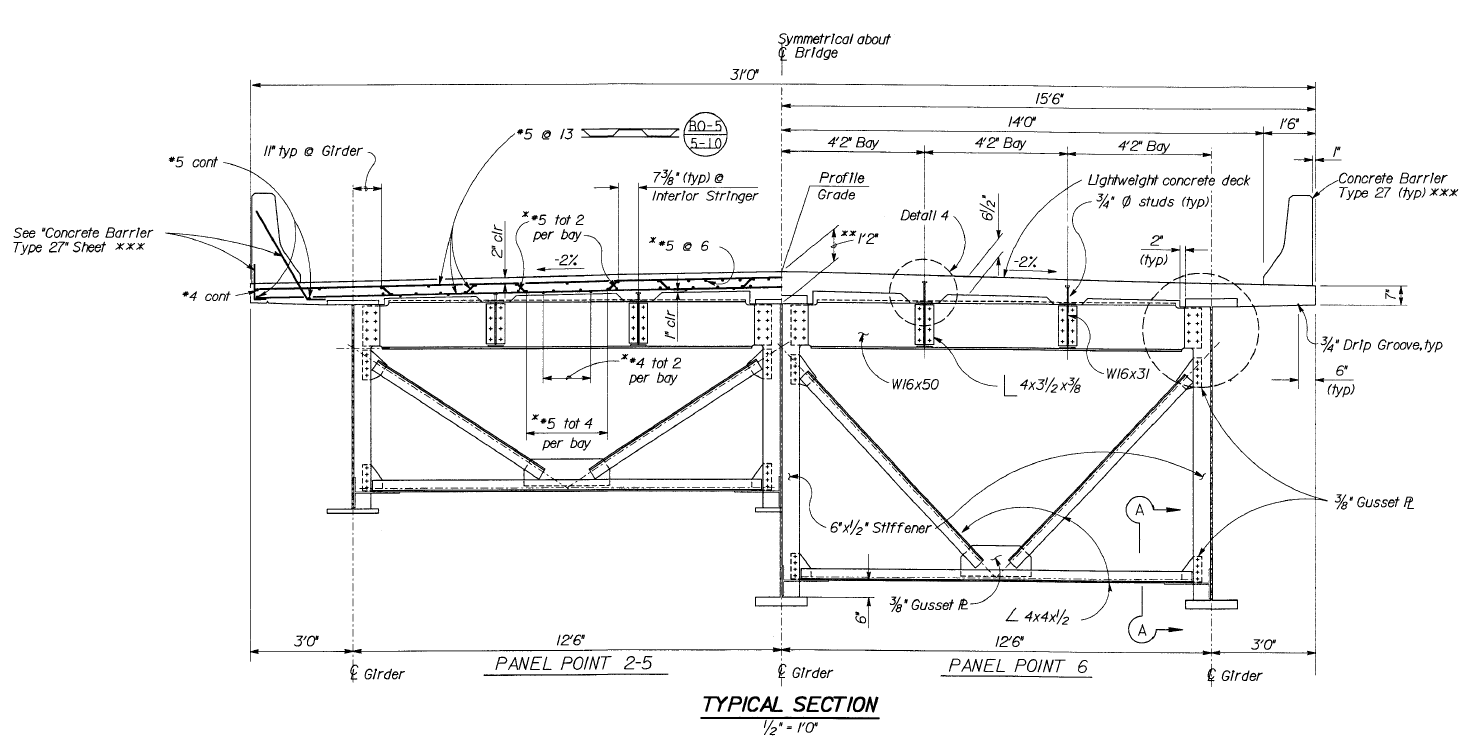 Symmetrical about
℄ Bridge
31'0"
15'6"
14'0"
1'6"
4'2" Bay
4'2" Bay
4'2" Bay
1"
#5 @ 13
BO-5
5-10
11" typ @ Girder
#5 cont
7⅜" (typ) @
Interior Stringer
Profile
Grade
Lightweight concrete deck
¾" Ø studs (typ)
Concrete Barrier
Type 27 (typ) ***
See "Concrete Barrier
Type 27" Sheet ***
2" clr
*#5 tot 2
per bay
*#5 @ 6
**1'2"
Detail 4
6½"
2"
(typ)
-2%
-2%
#4 cont
1" clr
7"
¾" Drip Groove, typ
*#4 tot 2
per bay
W16x50
∟ 4x3½x⅜
W16x31
6"
(typ)
*#5 tot 4
per bay
6"x½" Stiffener
A
⅜" Gusset ℄
⅜" Gusset ℄
6"
∠ 4x4x½
A
3'0"
12'6"
12'6"
3'0"
PANEL POINT 2-5
PANEL POINT 6
℄ Girder
℄ Girder
℄ Girder
TYPICAL SECTION
½" = 1'0"